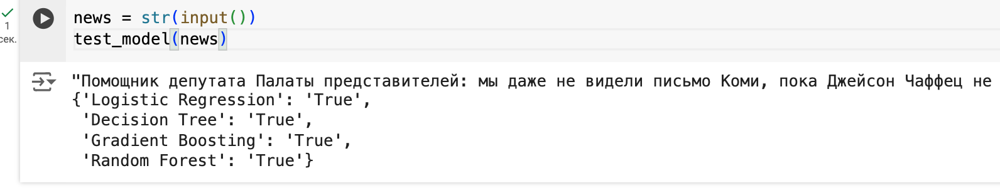 news = str(input())
1
сек.
test_model(news)
"Помощник депутата Палаты представителей: мы даже не видели письмо Коми, пока Джейсон Чаффец не
{'Logistic Regression': 'True',
'Decision Tree': 'True',
'Gradient Boosting': 'True',
'Random Forest': 'True'}